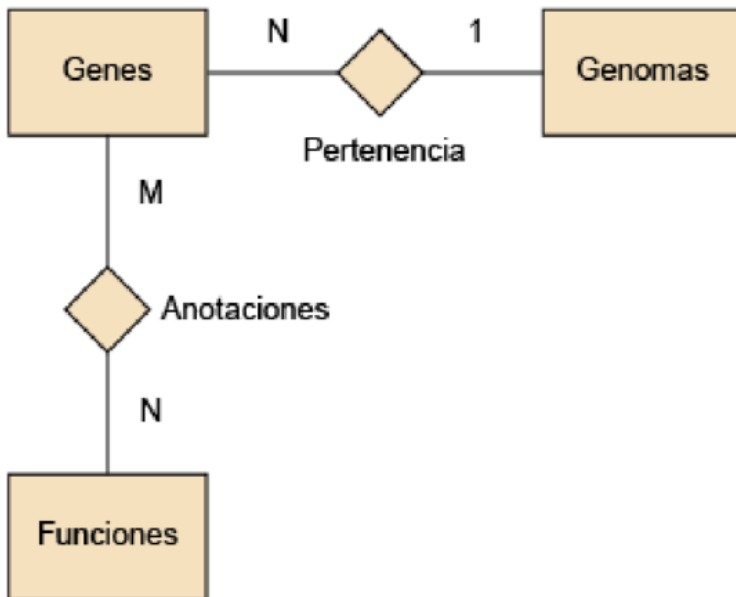 Genes
N
1
Genomas
Pertenencia
M
Anotaciones
N
Funciones